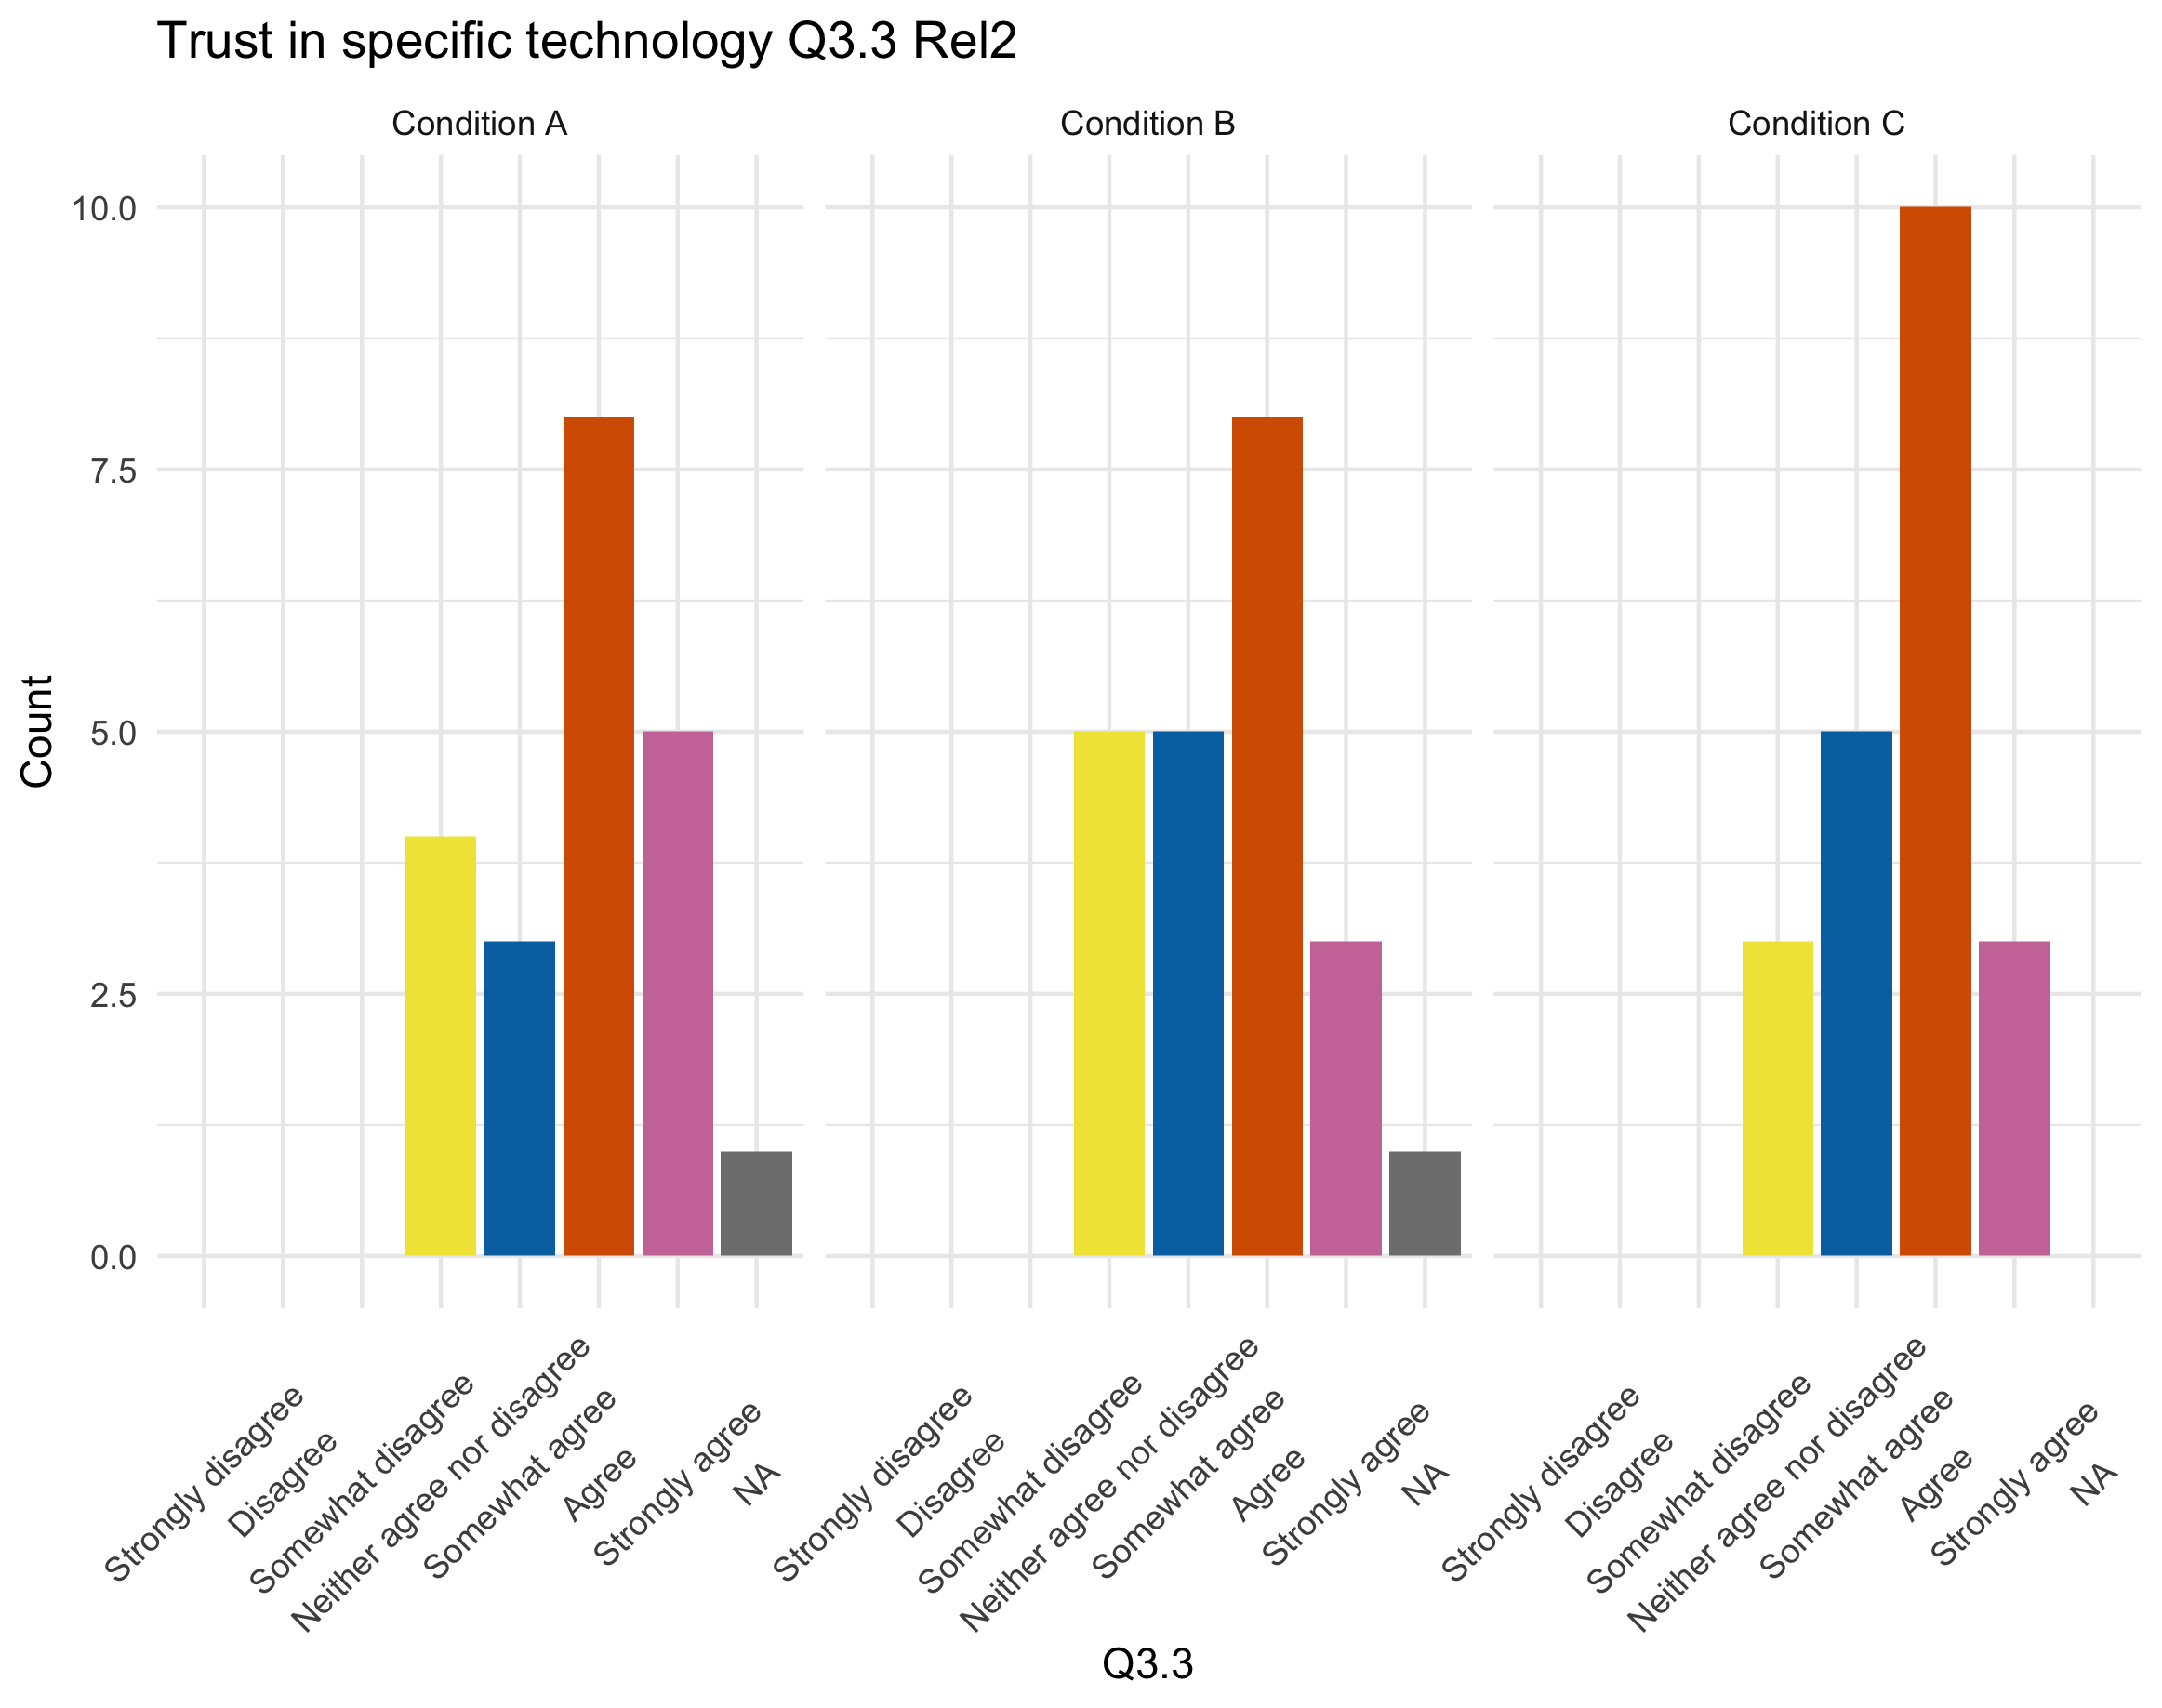 Trust in specific technology Q3.3 Rel2
Condition A
Condition B
Condition C
10.0
7.5
5.0
2.5
0.0
Count
Strongly disagree
Disagree
Somewhat disagree
Neither agree nor disagree
Somewhat agree
Agree
Strongly agree
NA
Strongly disagree
Disagree
Somewhat disagree
Neither agree nor disagree
Somewhat agree
Agree
Strongly agree
NA
Strongly disagree
Disagree
Somewhat disagree
Neither agree nor disagree
Somewhat agree
Agree
Strongly agree
NA
Q3.3